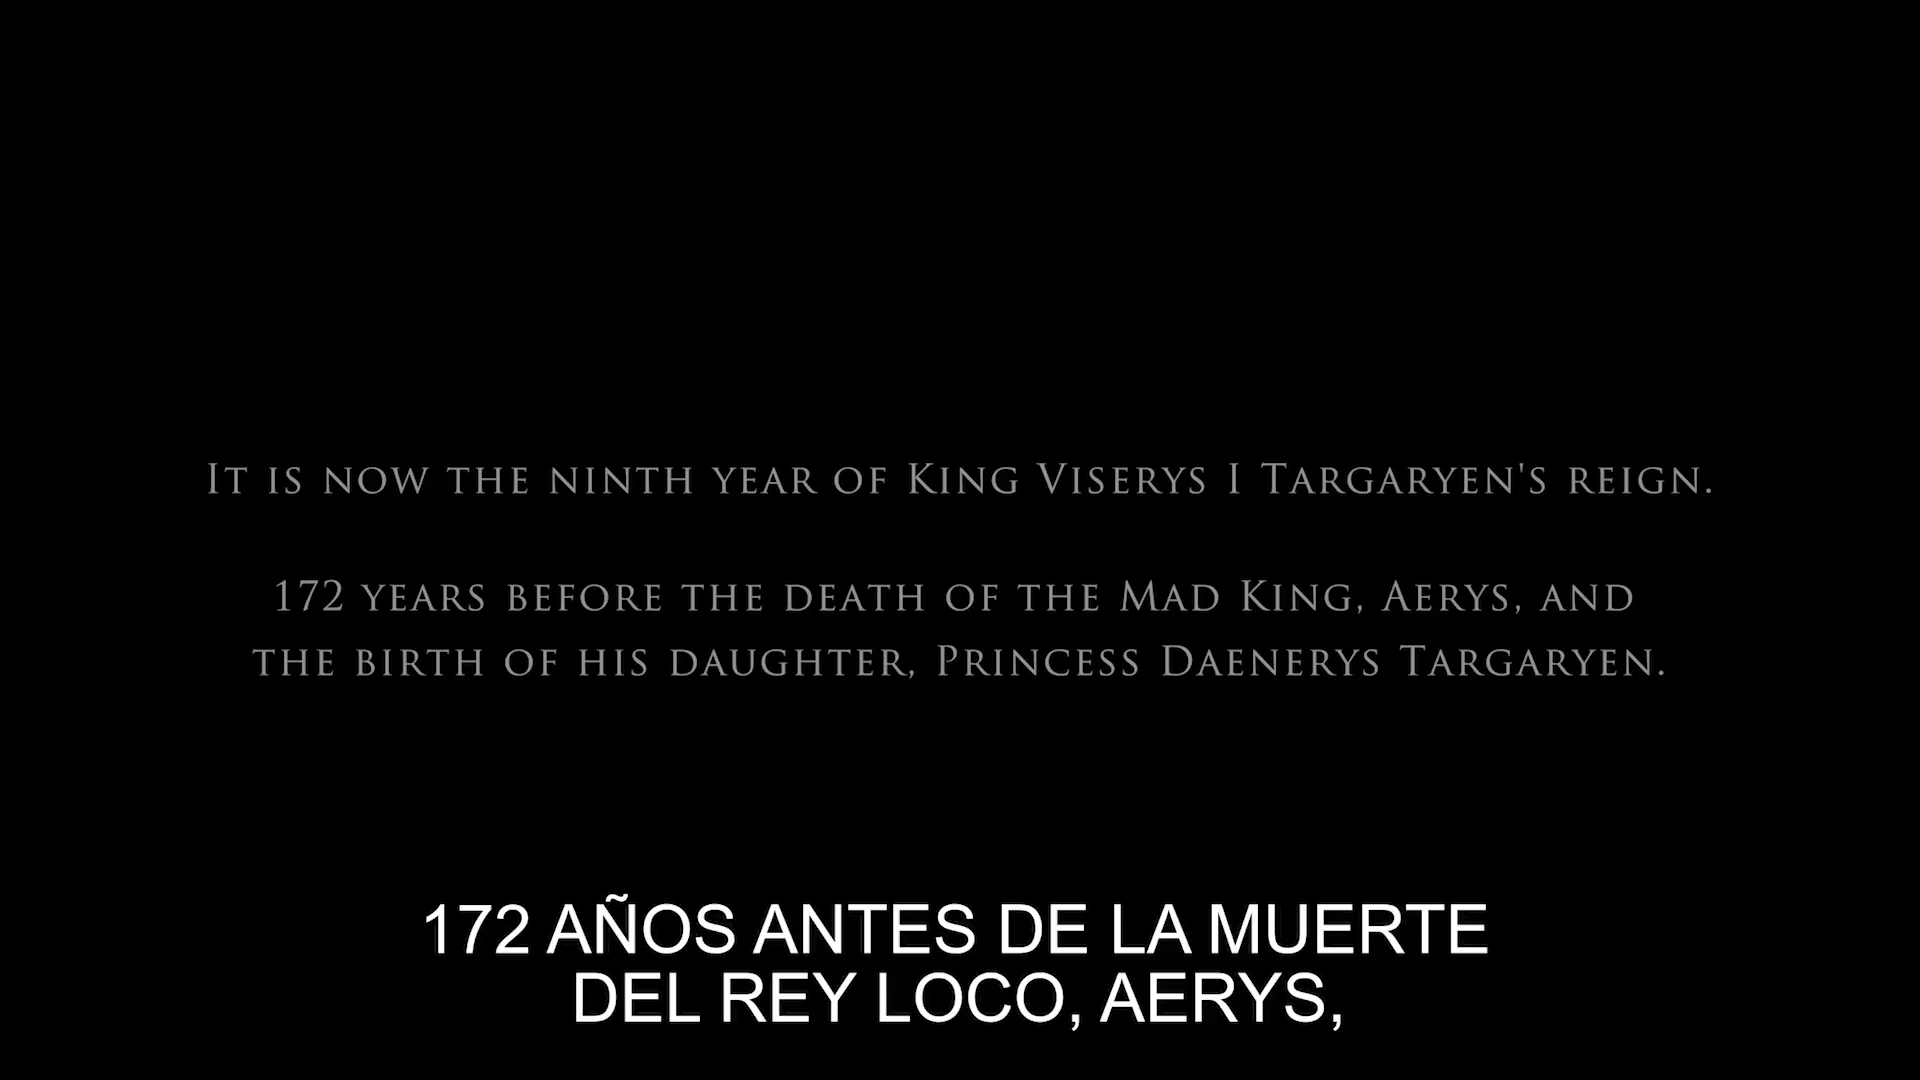 It is now the ninth year of King Viserys I Targaryen's reign.
172 years before the death of the Mad King, Aerys, and
the birth of his daughter, Princess Daenerys Targaryen.
172 AÑOS ANTES DE LA MUERTE
DEL REY LOCO, AERYS,